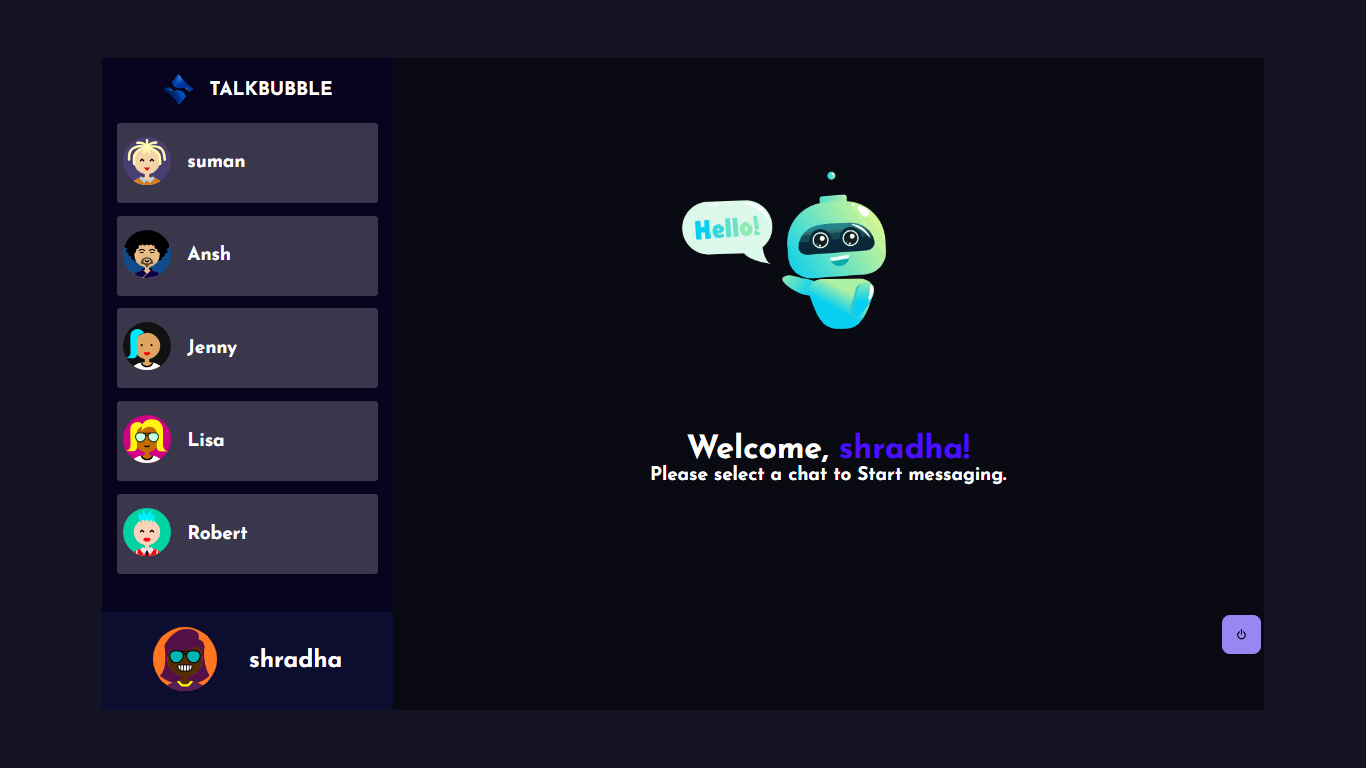 TALKBUBBLE
suman
Ansh
Jenny
Lisa
Robert
shradha
Hello!
Welcome, shradha!
Please select a chat to Start messaging.